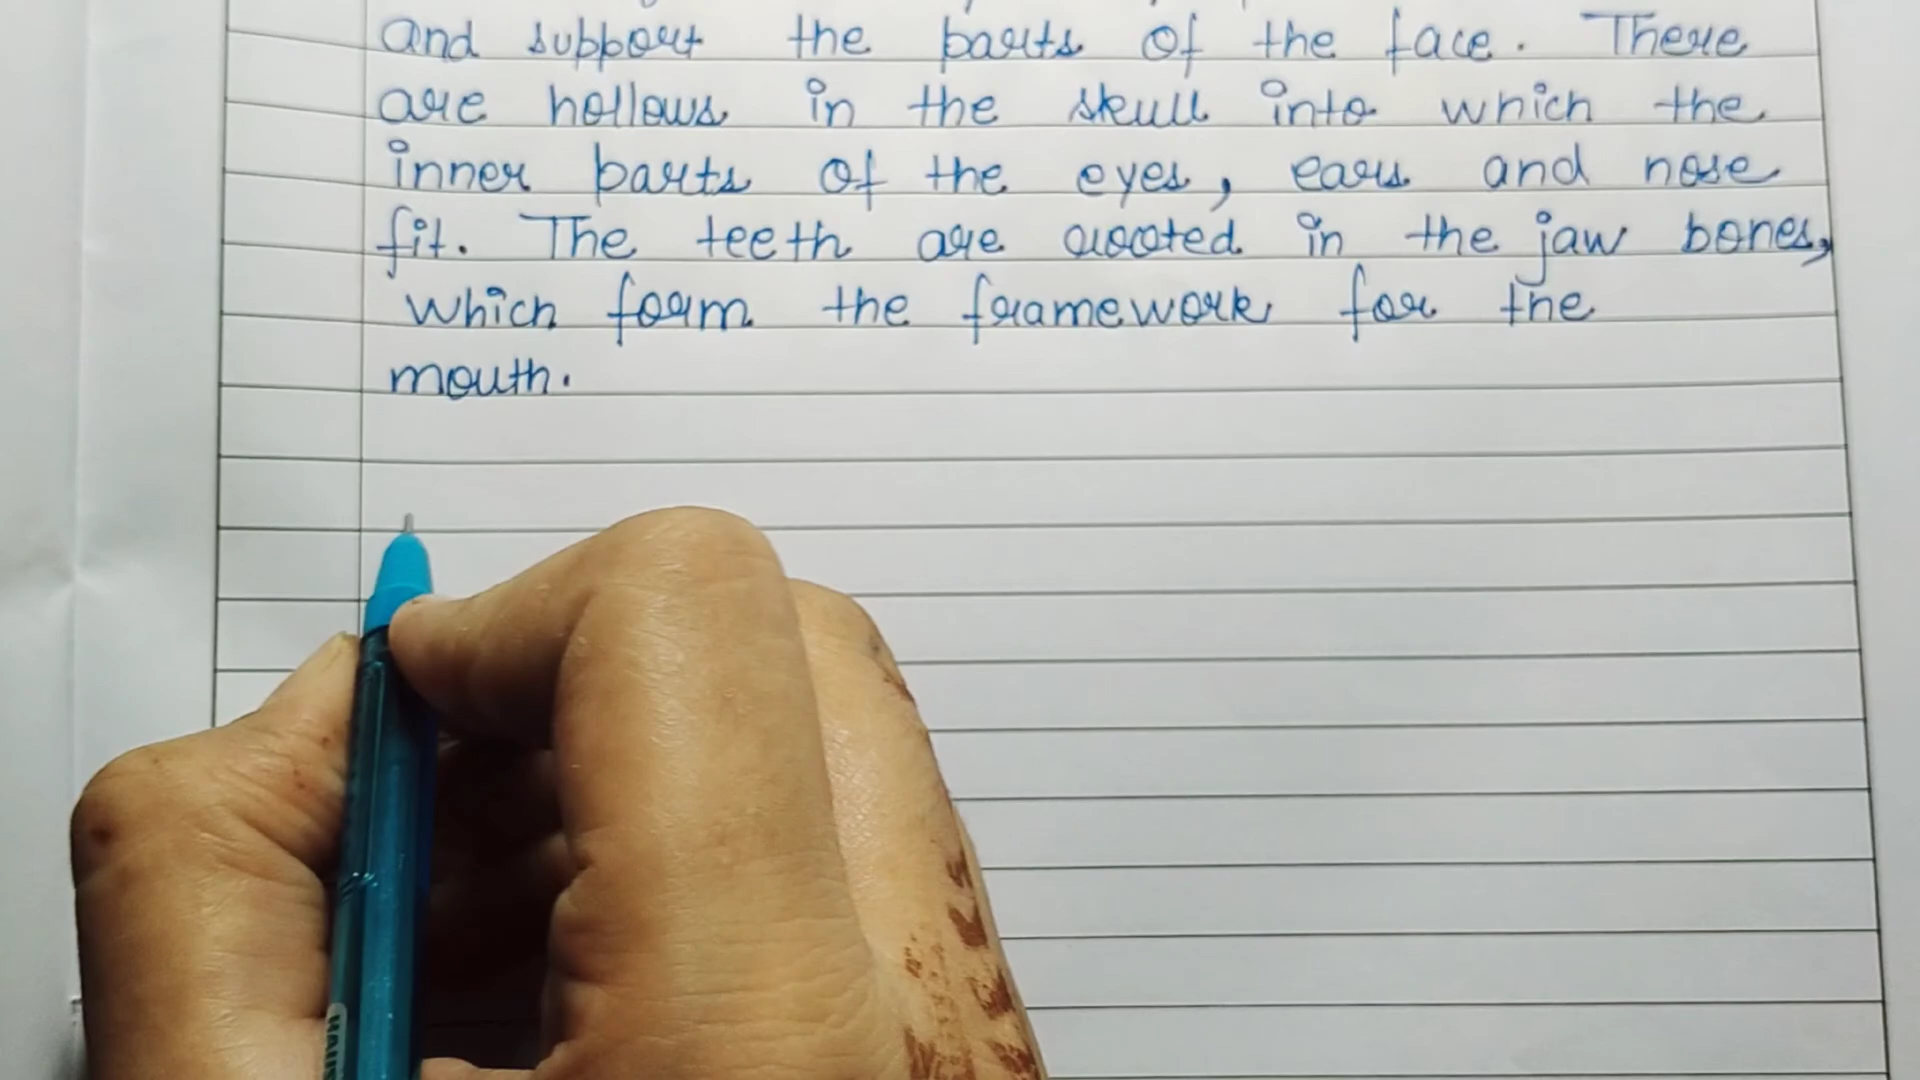 and support the parts of the face. There
are hollows in the skull into which the
inner parts of the eyes, ears and nose
fit. The teeth are rooted in the jaw bones,
which form the framework for the
mouth.